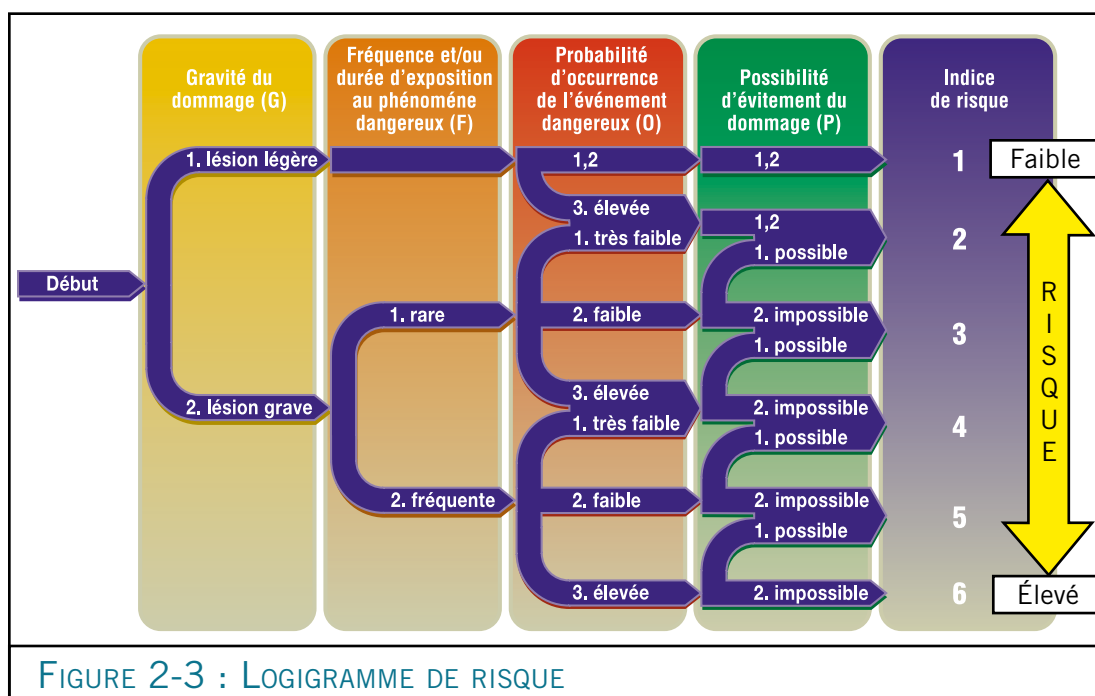 Gravité du
dommage (G)
Fréquence et/ou
durée d'exposition
au phénoméne
dangereux (F)
Probabilité
d'occurrence
de l'événement
dangereux (O)
Possibilité
d'évitement du
dommage (P)
Indice
de risque
1. lésion légère
1,2
1,2
1
Faible
3. élevée
1. très faible
1,2
1. possible
2
Début
1. rare
2. faible
2. impossible
1. possible
3
2. lésion grave
3. élevée
1. très faible
2. impossible
1. possible
4
2. fréquente
2. faible
2. impossible
1. possible
5
3. élevée
2. impossible
6
Élevé
RISQUE
FIGURE 2-3 : LOGIGRAMME DE RISQUE